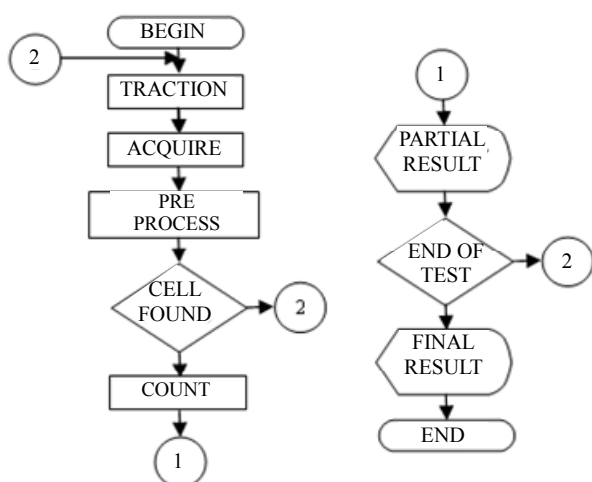 BEGIN
2
TRACTION
ACQUIRE
PRE
PROCESS
CELL
FOUND
2
COUNT
1
1
PARTIAL
RESULT
END OF
TEST
2
FINAL
RESULT
END